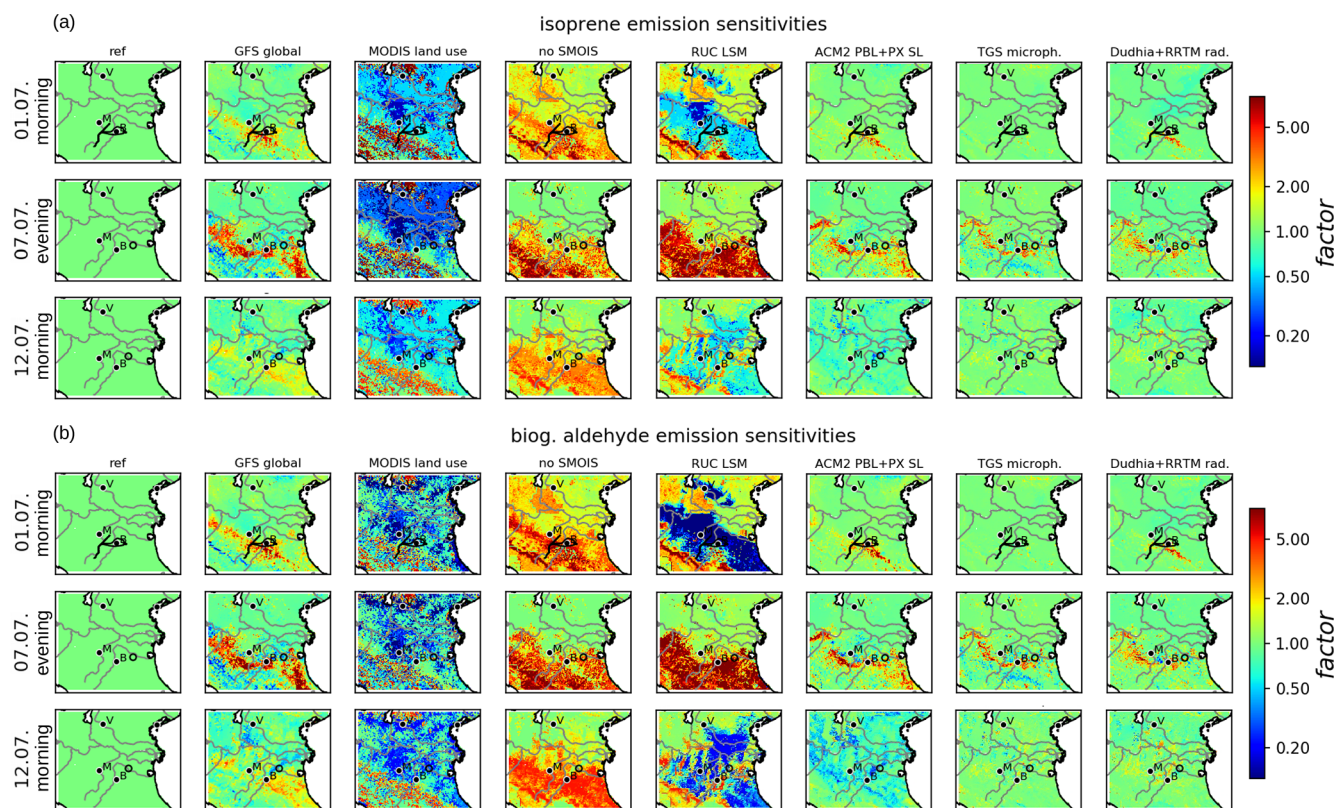 (a)
isoprene emission sensitivities
ref GFS global MODIS land use no SMOIS RUC LSM ACM2 PBL+PX SL TGS microph. Dudhia+RRTM rad.
01.07. morning
V V V V V V V V
M M M M M M M M
07.07. evening
V V V V V V V V
M M M M M M M M
B B B B B B B B
12.07. morning
V V V V V V V V
M M M M M M M M
B B B B B B B B
5.00
2.00
1.00
0.50
0.20
factor
(b)
biog. aldehyde emission sensitivities
ref GFS global MODIS land use no SMOIS RUC LSM ACM2 PBL+PX SL TGS microph. Dudhia+RRTM rad.
01.07. morning
V V V V V V V V
M M M M M M M M
07.07. evening
V V V V V V V V
M M M M M M M M
B B B B B B B B
12.07. morning
V V V V V V V V
M M M M M M M M
B B B B B B B B
5.00
2.00
1.00
0.50
0.20
factor